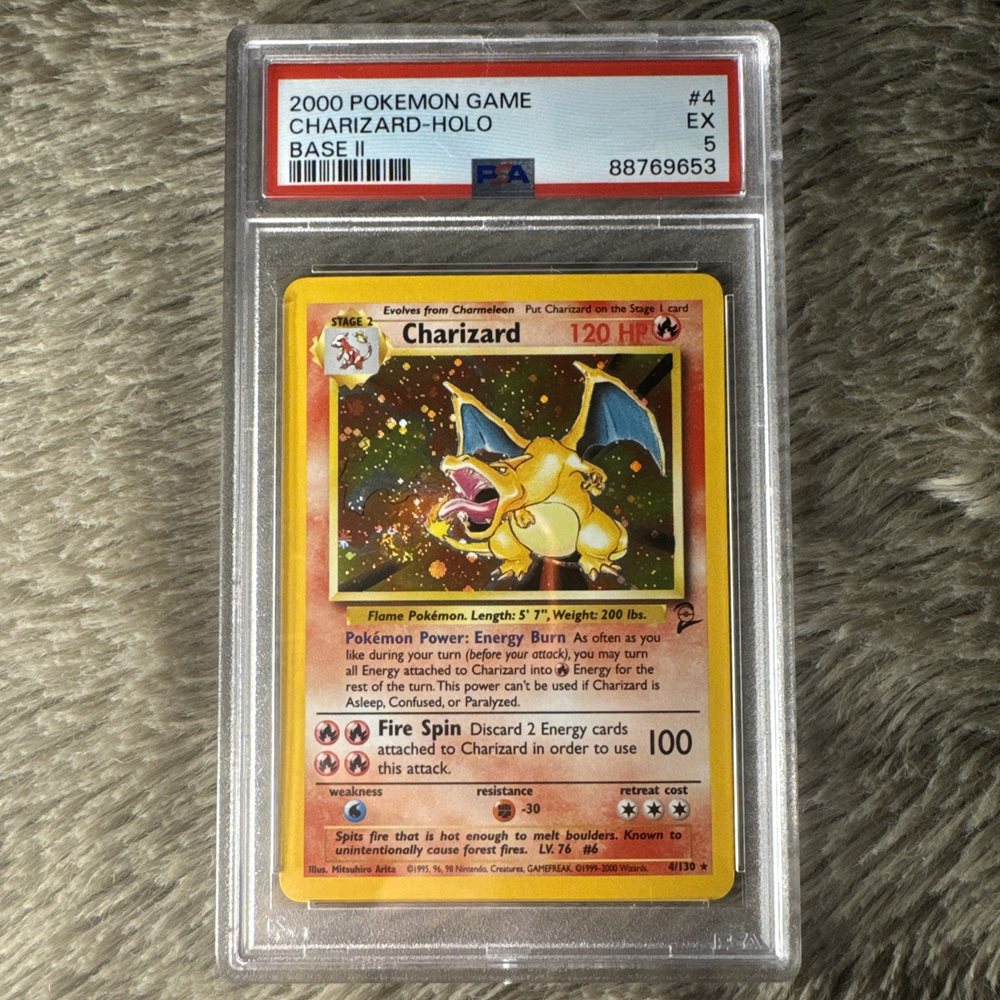 2000 POKEMON GAME #4
CHARIZARD-HOLO EX
BASE II 5
PSA 88769653
Evolves from Charmeleon Put Charizard on the Stage 1 card
STAGE 2
Charizard 120 HP
Flame Pokémon. Length: 5' 7", Weight: 200 lbs.
Pokémon Power: Energy Burn As often as you
like during your turn (before your attack), you may turn
all Energy attached to Charizard into Energy for the
rest of the turn. This power can't be used if Charizard is
Asleep, Confused, or Paralyzed.
Fire Spin Discard 2 Energy cards
attached to Charizard in order to use 100
this attack.
weakness resistance retreat cost
-30
Spits fire that is hot enough to melt boulders. Known to
unintentionally cause forest fires. LV. 76 #6
Illus. Mitsuhiro Arita ©1995, 96, 98 Nintendo, Creatures, GAMEFREAK. ©1999-2000 Wizards. 4/130 ★